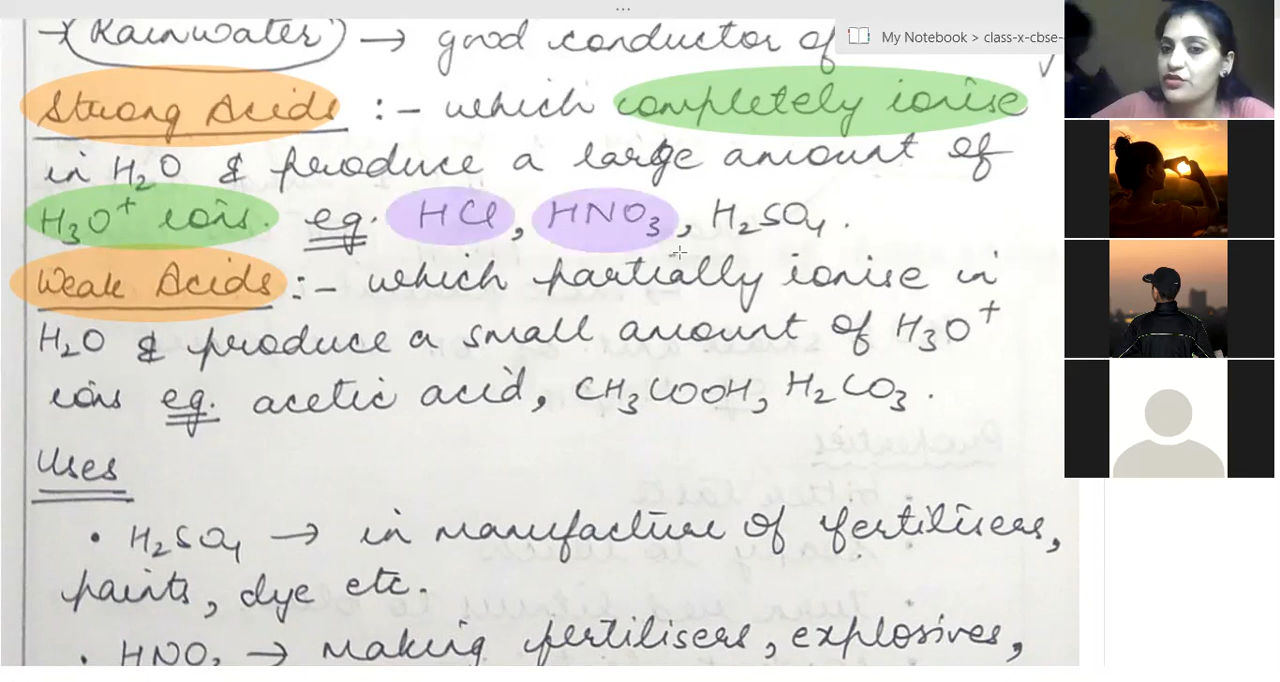 ...
→ (Rainwater) → good conductor of
My Notebook > class-x-cbse-
Strong Acids :- which completely ionise
in H₂O & produce a large amount of
H₃O⁺ ions. eg. HCl, HNO₃, H₂SO₄.
Weak Acids :- which partially ionise in
H₂O & produce a small amount of H₃O⁺
ions eg. acetic acid, CH₃COOH, H₂CO₃.
Uses
• H₂SO₄ → in manufacture of fertilisers,
paints, dye etc.
• HNO₃ → making fertilisers, explosives,